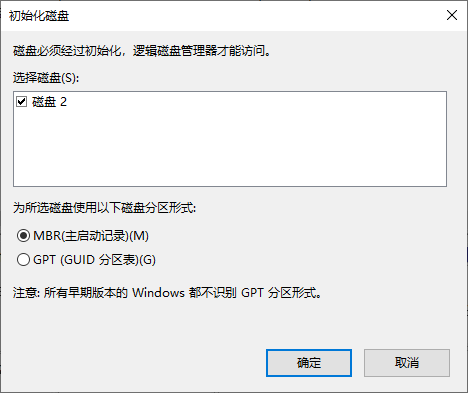 初始化磁盘
磁盘必须经过初始化，逻辑磁盘管理器才能访问。
选择磁盘(S):
磁盘 2
为所选磁盘使用以下磁盘分区形式:
MBR(主启动记录)(M)
GPT (GUID 分区表)(G)
注意: 所有早期版本的 Windows 都不识别 GPT 分区形式。
确定
取消